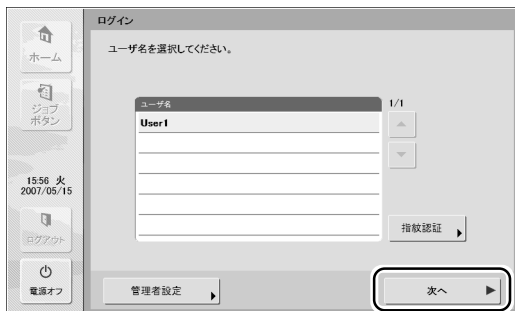 ログイン
ホーム
ジョブ
ボタン
15:56 火
2007/05/15
ログアウト
電源オフ
ユーザ名を選択してください。
ユーザ名
1/1
User1
指紋認証
管理者設定
次へ